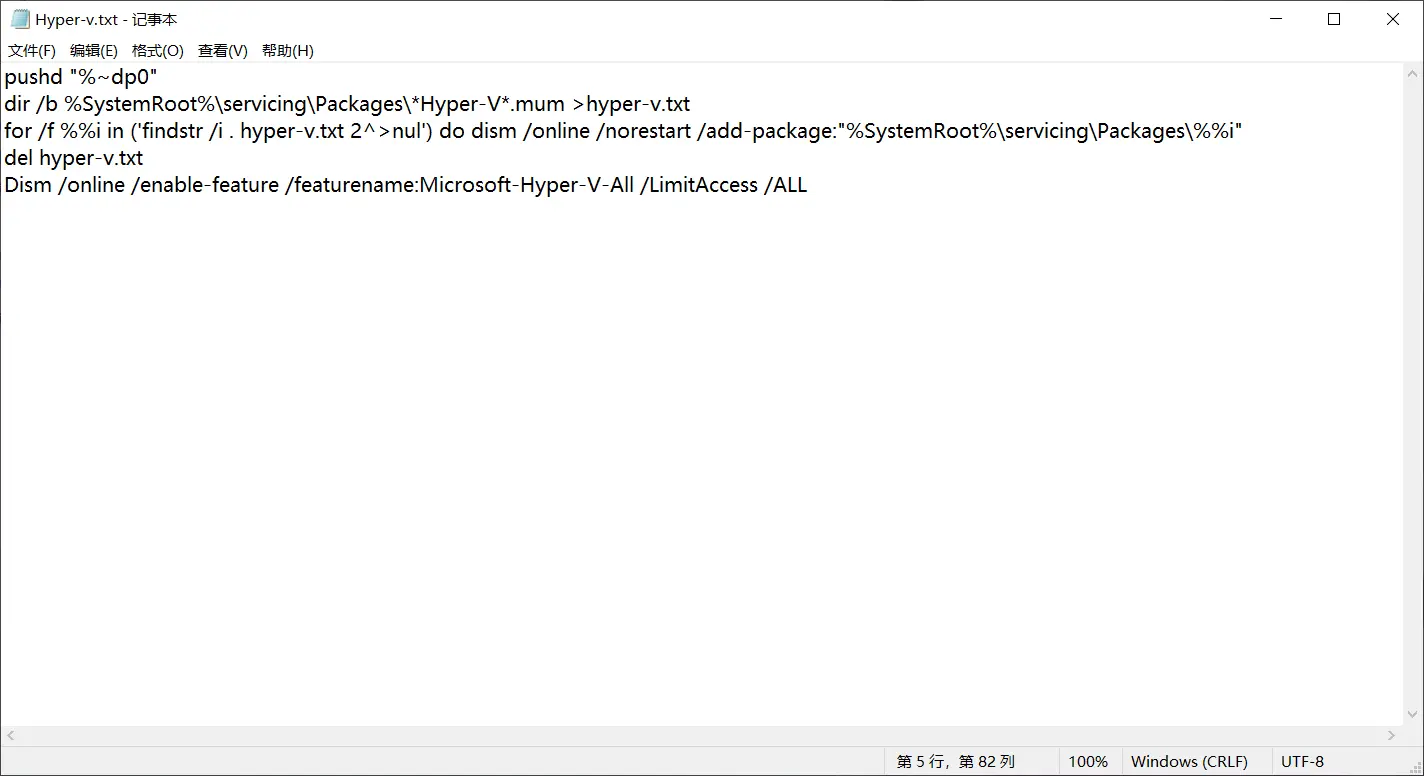 Hyper-v.txt - 记事本
文件(F) 编辑(E) 格式(O) 查看(V) 帮助(H)
pushd "%~dp0"
dir /b %SystemRoot%\servicing\Packages\*Hyper-V*.mum >hyper-v.txt
for /f %%i in ('findstr /i . hyper-v.txt 2^>nul') do dism /online /norestart /add-package:"%SystemRoot%\servicing\Packages\%%i"
del hyper-v.txt
Dism /online /enable-feature /featurename:Microsoft-Hyper-V-All /LimitAccess /ALL
第 5 行，第 82 列 100% Windows (CRLF) UTF-8